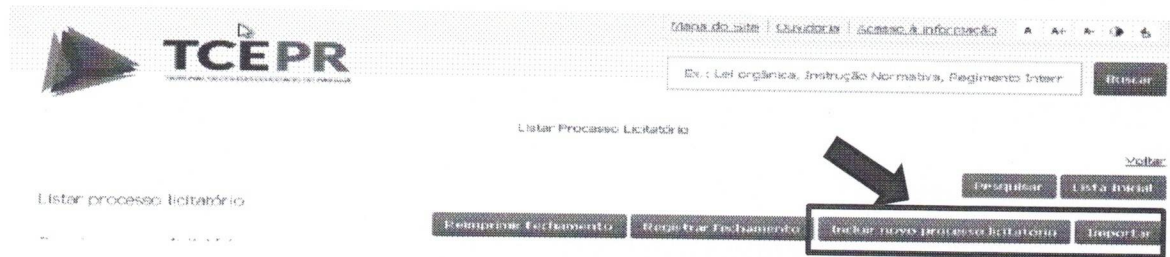 Mapa do Site | Ouvidoria | Acesso à informação A A+ A-
TCEPR
Ex.: Lei orgânica, Instrução Normativa, Regimento Interr Buscar
Listar Processo Licitatório
Voltar
Pesquisar Lista Inicial
Listar processo licitatório
Reimprimir Fechamento Registrar Fechamento Incluir novo processo licitatório Importar